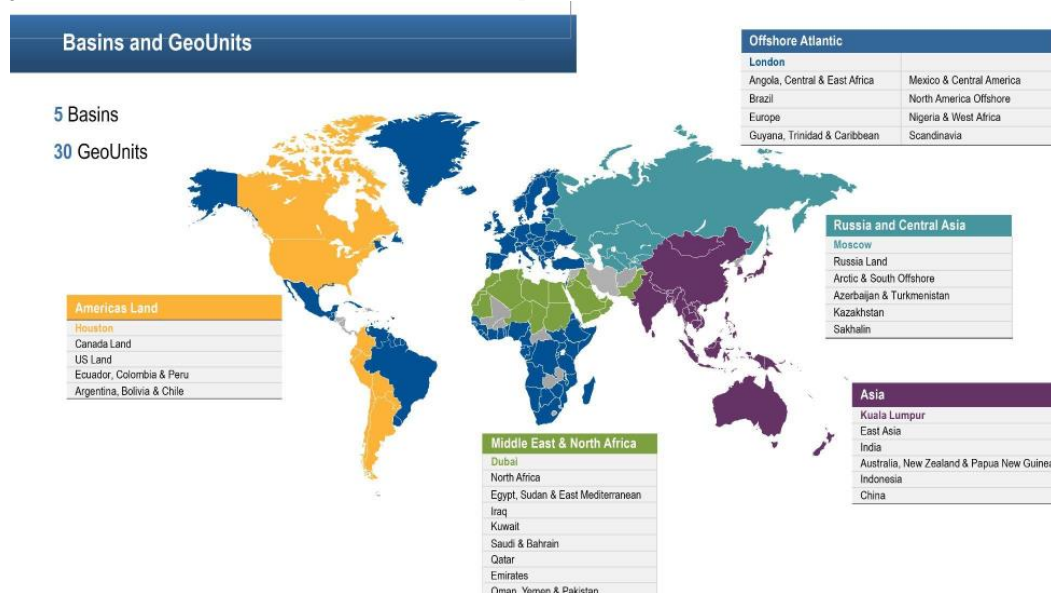 Basins and GeoUnits
5 Basins
30 GeoUnits
Offshore Atlantic
London
Angola, Central & East Africa Mexico & Central America
Brazil North America Offshore
Europe Nigeria & West Africa
Guyana, Trinidad & Caribbean Scandinavia
Russia and Central Asia
Moscow
Russia Land
Arctic & South Offshore
Azerbaijan & Turkmenistan
Kazakhstan
Sakhalin
Americas Land
Houston
Canada Land
US Land
Ecuador, Colombia & Peru
Argentina, Bolivia & Chile
Asia
Kuala Lumpur
East Asia
India
Australia, New Zealand & Papua New Guinea
Indonesia
China
Middle East & North Africa
Dubai
North Africa
Egypt, Sudan & East Mediterranean
Iraq
Kuwait
Saudi & Bahrain
Qatar
Emirates
Oman, Yemen & Pakistan